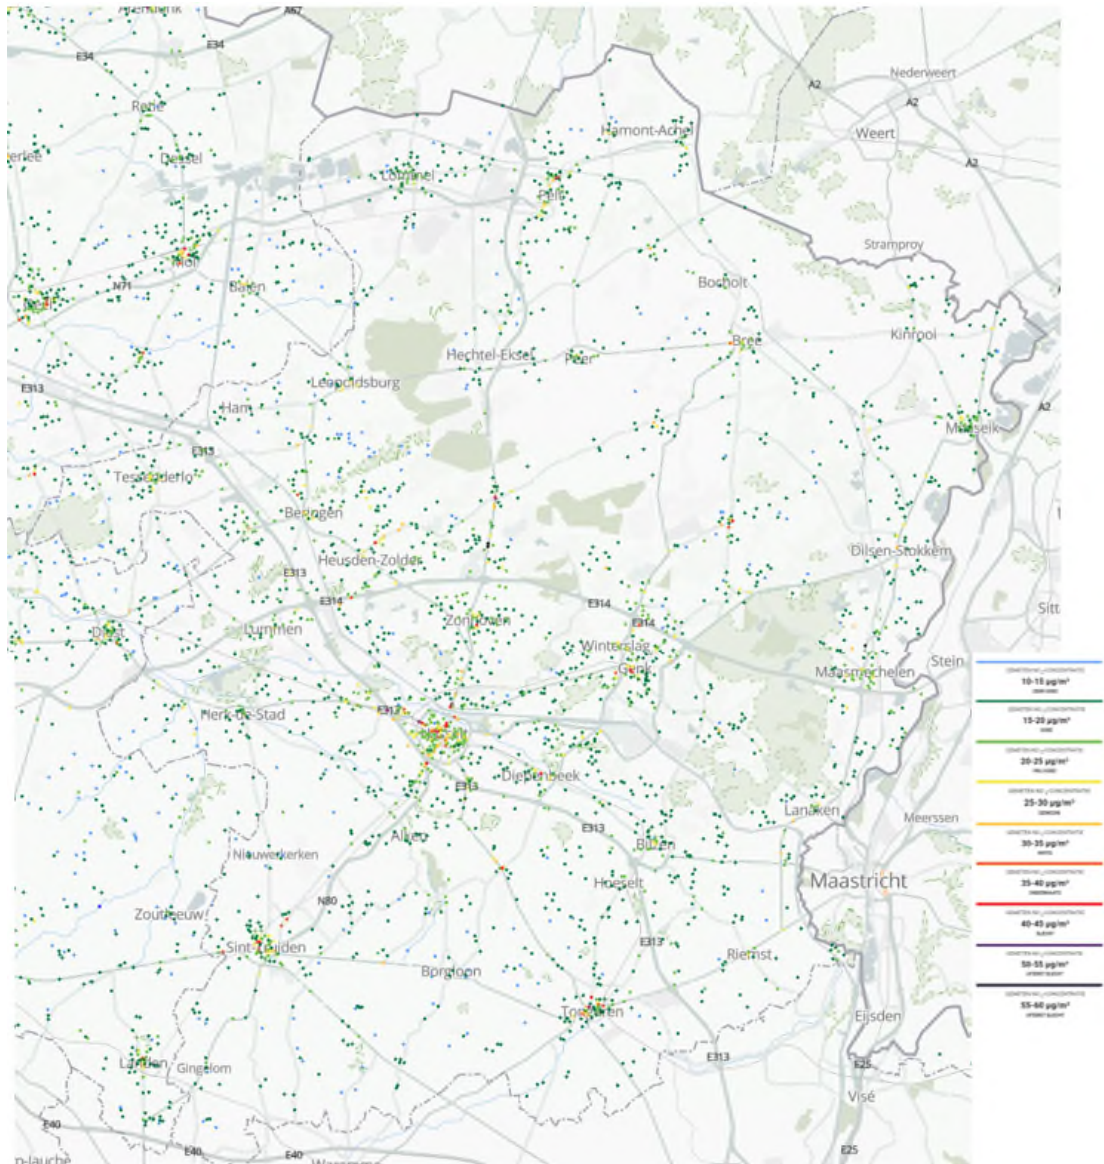 A67
E34
E34
Nederweert
A2
A2
Retie
Hamont-Achel
Weert
Dessel
A2
Lommel
Pelt
Stramproy
Mol
N71
Balen
Bocholt
Kinrooi
Bree
Hechtel-Eksel
Peer
Leopoldsburg
E313
Ham
A2
Maaseik
E313
Tessenderlo
Beringen
Heusden-Zolder
Dilsen-Stokkem
E313
E314
E314
Sitt
Diest
Lummen
Zonhoven
E314
Winterslag
Genk
Stein
Maasmechelen
Herk-de-Stad
E313
Diepenbeek
E313
Lanaken
Meerssen
Alken
E313
Bilzen
Nieuwerkerken
Hoeselt
Maastricht
N80
Zoutleeuw
Sint-Truiden
E313
Riemst
Borgloon
Tongeren
Eijsden
Landen
Gingelom
E313
E25
Visé
E40
E40
E40
E25
n-lauche
10-15 µg/m³
15-20 µg/m³
20-25 µg/m³
25-30 µg/m³
30-35 µg/m³
35-40 µg/m³
40-45 µg/m³
50-55 µg/m³
55-60 µg/m³